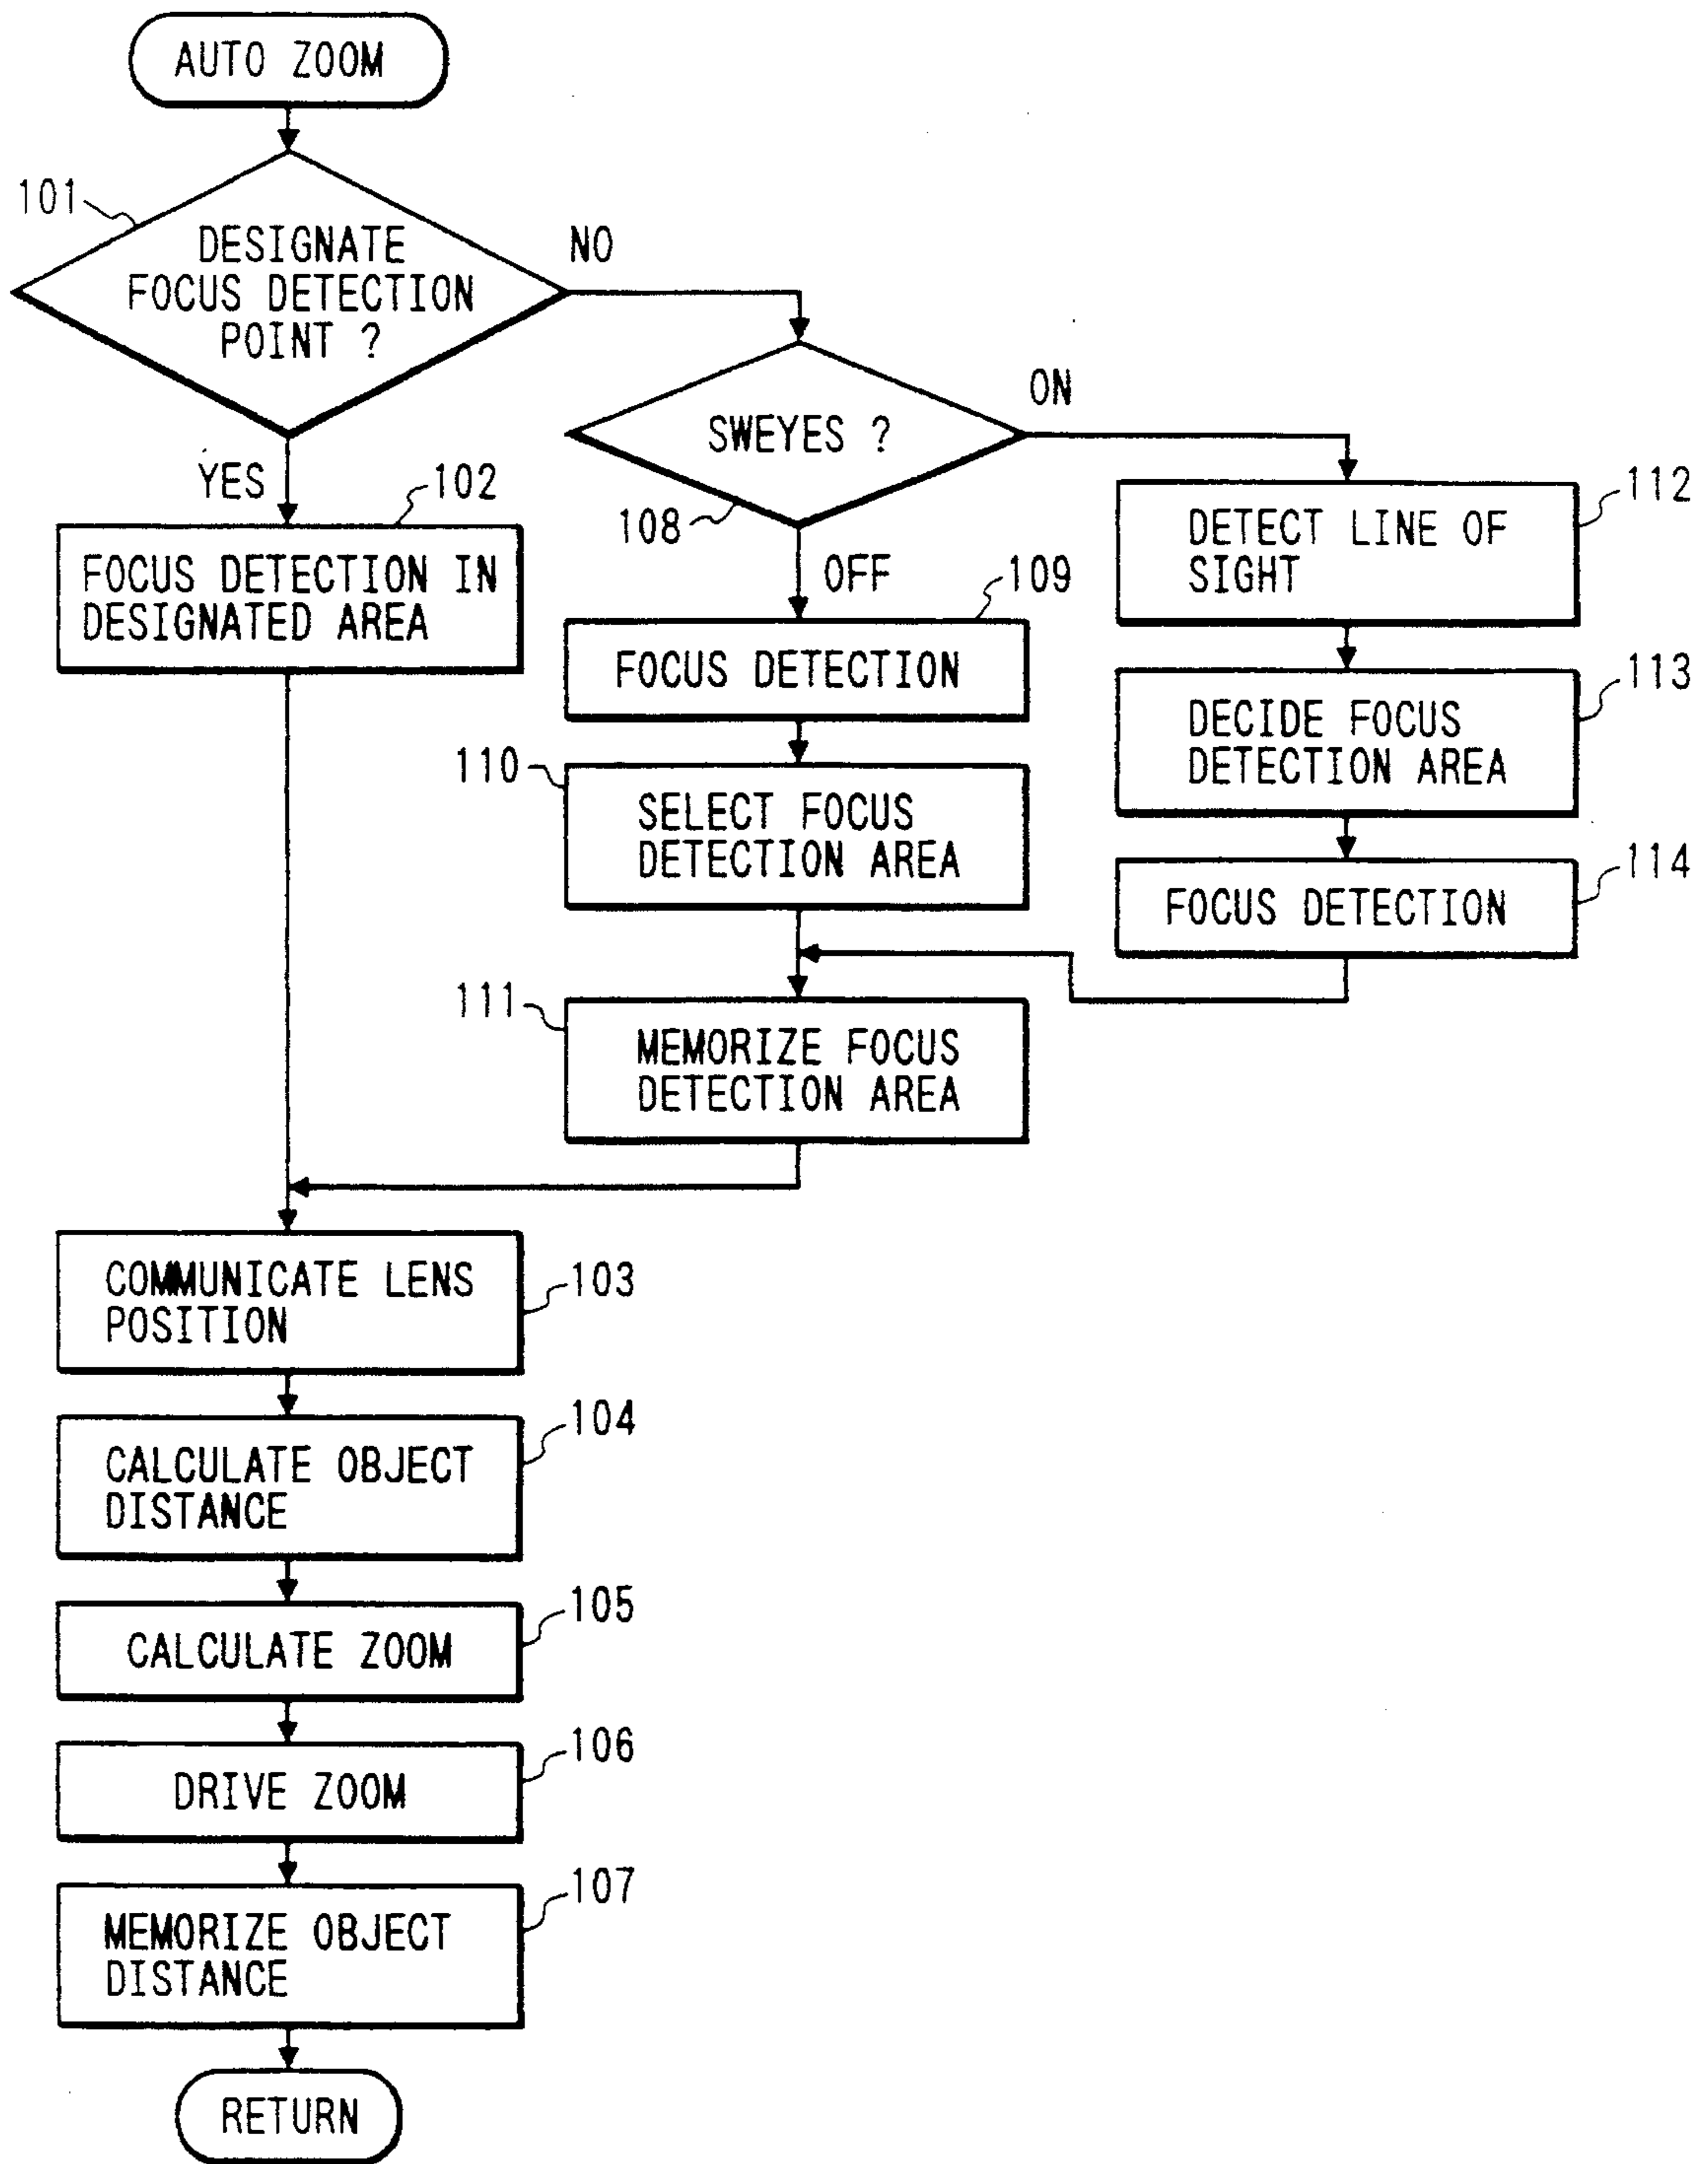 AUTO ZOOM
101
DESIGNATE
FOCUS DETECTION
POINT ?
NO
YES
102
FOCUS DETECTION IN
DESIGNATED AREA
SWEYES ?
108
ON
OFF
109
FOCUS DETECTION
110
SELECT FOCUS
DETECTION AREA
112
DETECT LINE OF
SIGHT
113
DECIDE FOCUS
DETECTION AREA
114
FOCUS DETECTION
111
MEMORIZE FOCUS
DETECTION AREA
COMMUNICATE LENS
POSITION
103
CALCULATE OBJECT
DISTANCE
104
CALCULATE ZOOM
105
DRIVE ZOOM
106
MEMORIZE OBJECT
DISTANCE
107
RETURN